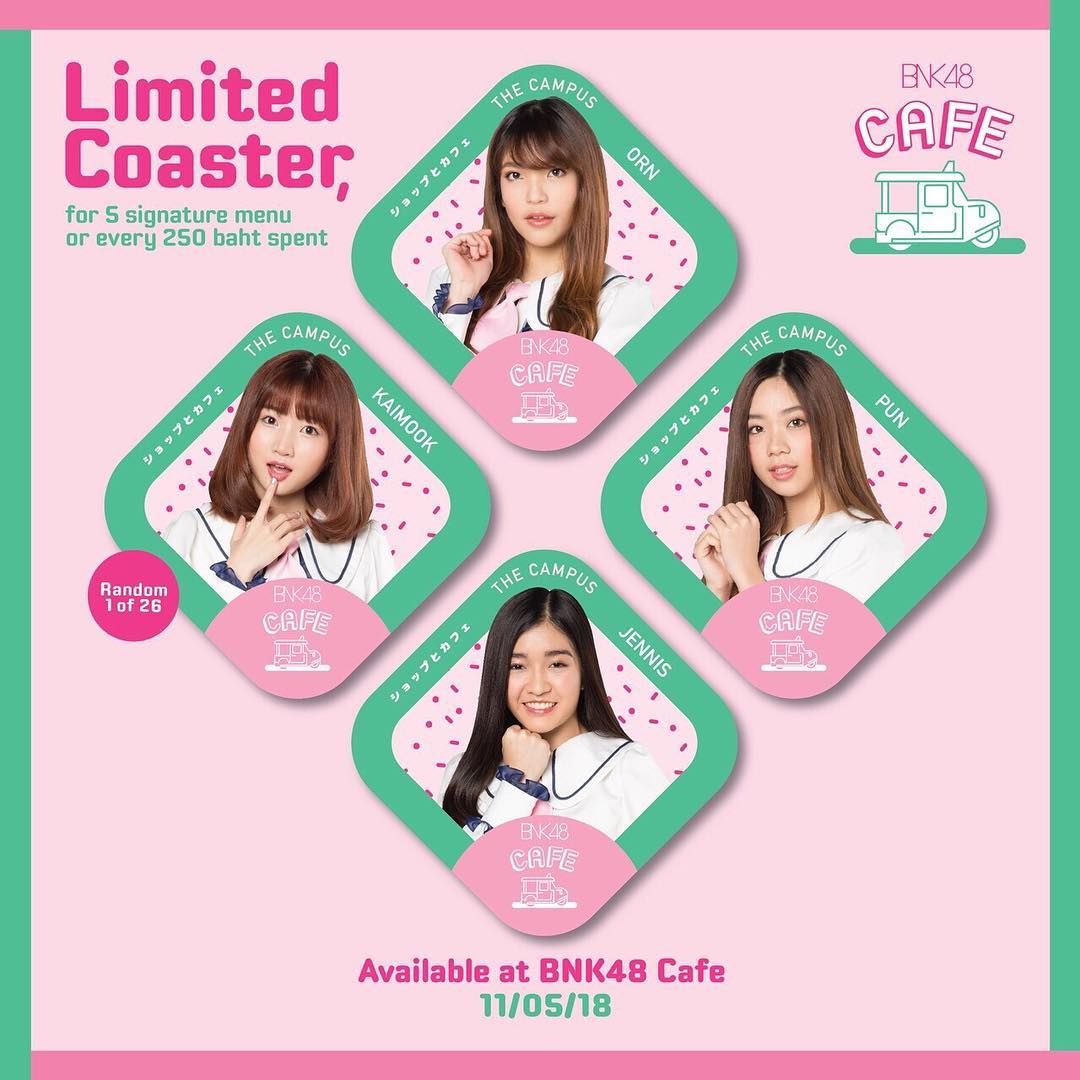 Limited
Coaster,
for 5 signature menu
or every 250 baht spent
BNK48
CAFE
THE CAMPUS
ショップとカフェ
ORN
BNK48
CAFE
THE CAMPUS
ショップとカフェ
KAIMOOK
BNK48
CAFE
Random
1 of 26
THE CAMPUS
ショップとカフェ
PUN
BNK48
CAFE
THE CAMPUS
ショップとカフェ
JENNIS
BNK48
CAFE
Available at BNK48 Cafe
11/05/18